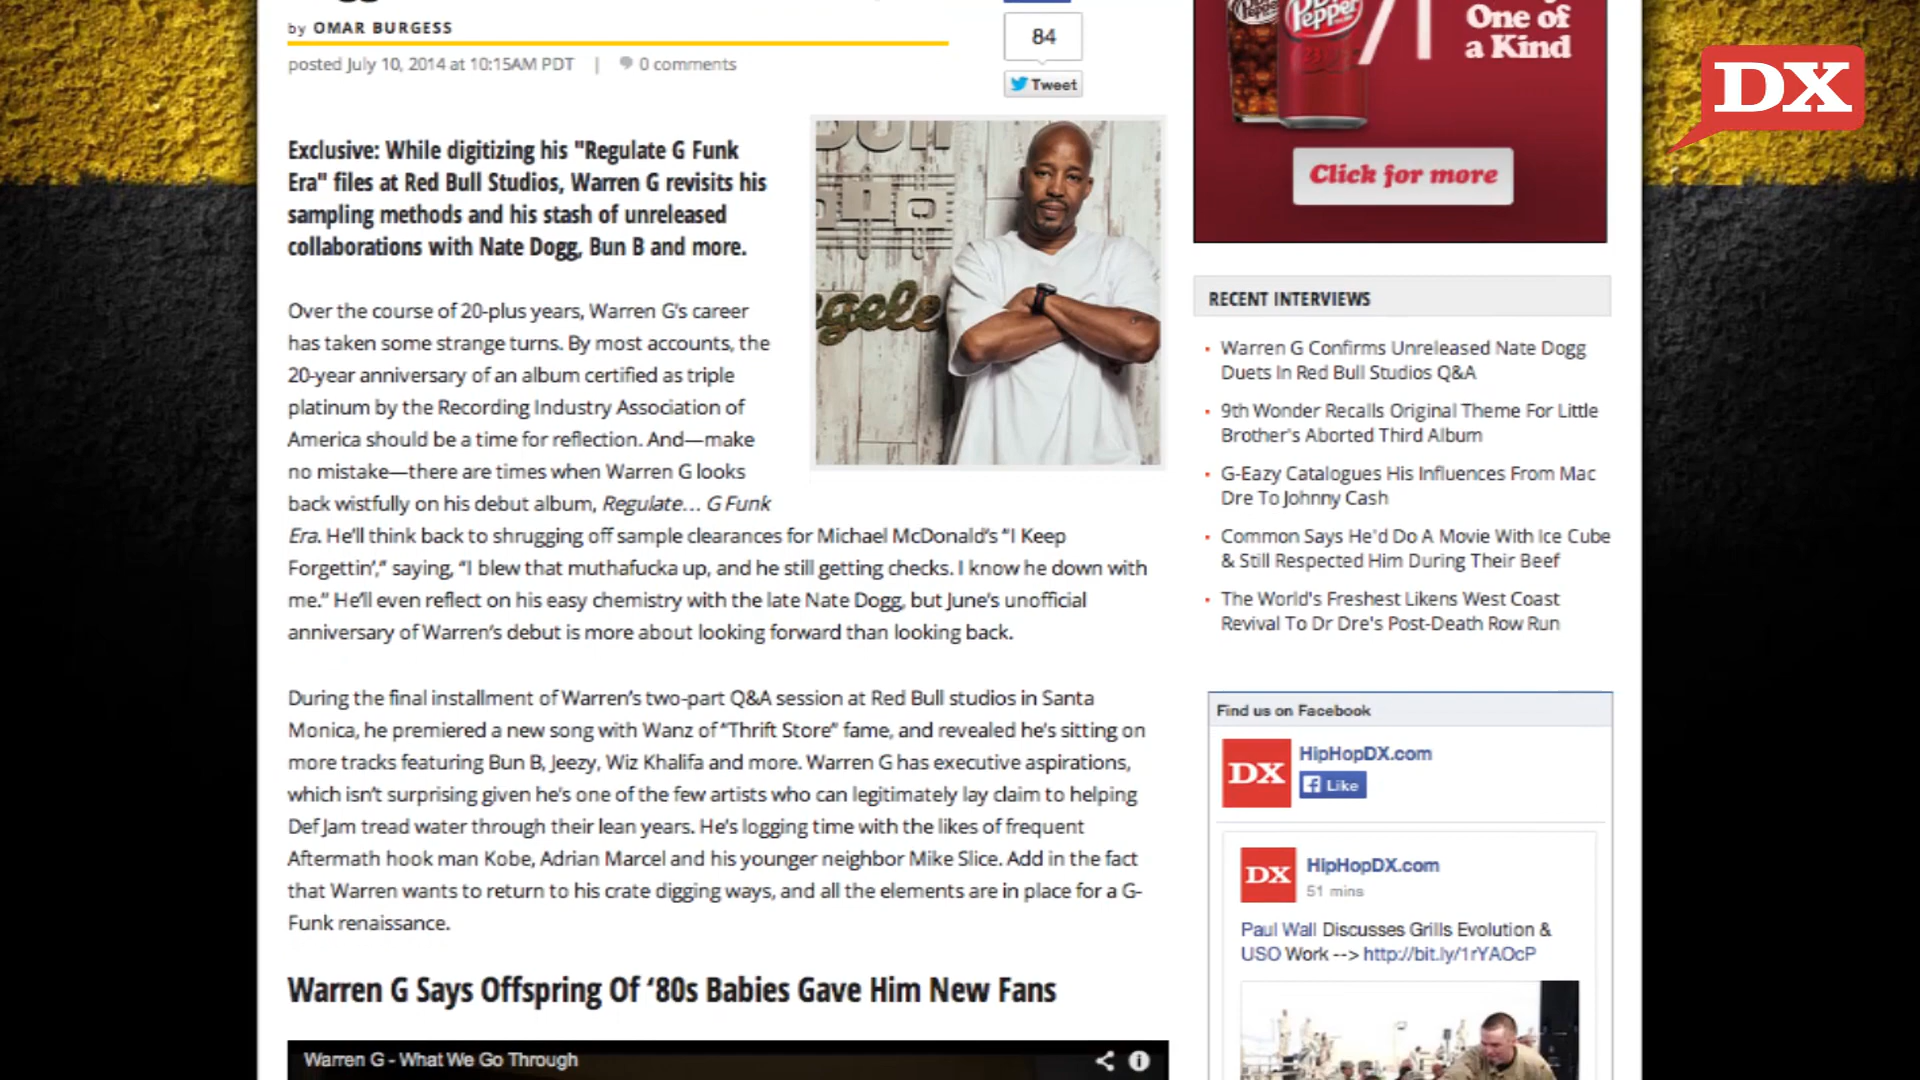 by OMAR BURGESS
posted July 10, 2014 at 10:15AM PDT | 0 comments
84
Tweet
Exclusive: While digitizing his "Regulate G Funk
Era" files at Red Bull Studios, Warren G revisits his
sampling methods and his stash of unreleased
collaborations with Nate Dogg, Bun B and more.
Over the course of 20-plus years, Warren G's career
has taken some strange turns. By most accounts, the
20-year anniversary of an album certified as triple
platinum by the Recording Industry Association of
America should be a time for reflection. And—make
no mistake—there are times when Warren G looks
back wistfully on his debut album, Regulate… G Funk
Era. He'll think back to shrugging off sample clearances for Michael McDonald's “I Keep
Forgettin',” saying, “I blew that muthafucka up, and he still getting checks. I know he down with
me.” He'll even reflect on his easy chemistry with the late Nate Dogg, but June's unofficial
anniversary of Warren's debut is more about looking forward than looking back.
During the final installment of Warren's two-part Q&A session at Red Bull studios in Santa
Monica, he premiered a new song with Wanz of “Thrift Store” fame, and revealed he's sitting on
more tracks featuring Bun B, Jeezy, Wiz Khalifa and more. Warren G has executive aspirations,
which isn't surprising given he's one of the few artists who can legitimately lay claim to helping
Def Jam tread water through their lean years. He's logging time with the likes of frequent
Aftermath hook man Kobe, Adrian Marcel and his younger neighbor Mike Slice. Add in the fact
that Warren wants to return to his crate digging ways, and all the elements are in place for a G-
Funk renaissance.
Warren G Says Offspring Of ‘80s Babies Gave Him New Fans
Warren G - What We Go Through
Pepper
23
One of
a Kind
Click for more
DX
RECENT INTERVIEWS
Warren G Confirms Unreleased Nate Dogg
Duets In Red Bull Studios Q&A
9th Wonder Recalls Original Theme For Little
Brother's Aborted Third Album
G-Eazy Catalogues His Influences From Mac
Dre To Johnny Cash
Common Says He'd Do A Movie With Ice Cube
& Still Respected Him During Their Beef
The World's Freshest Likens West Coast
Revival To Dr Dre's Post-Death Row Run
Find us on Facebook
DX
HipHopDX.com
Like
DX
HipHopDX.com
51 mins
Paul Wall Discusses Grills Evolution &
USO Work --> http://bit.ly/1rYAOcP